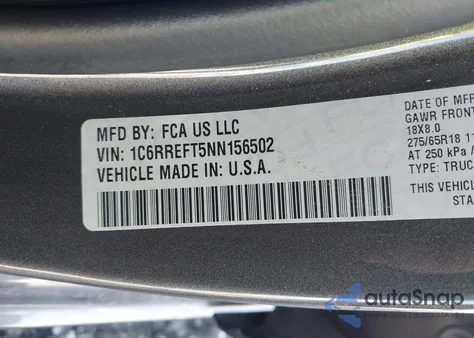 MFD BY: FCA US LLC
VIN: 1C6RREFT5NN156502
VEHICLE MADE IN: U.S.A.
DATE OF MFR
GAWR FRONT
18X8.0
275/65R18 11
AT 250 kPa /
TYPE: TRUC
THIS VEHICL
STA
autoSnap